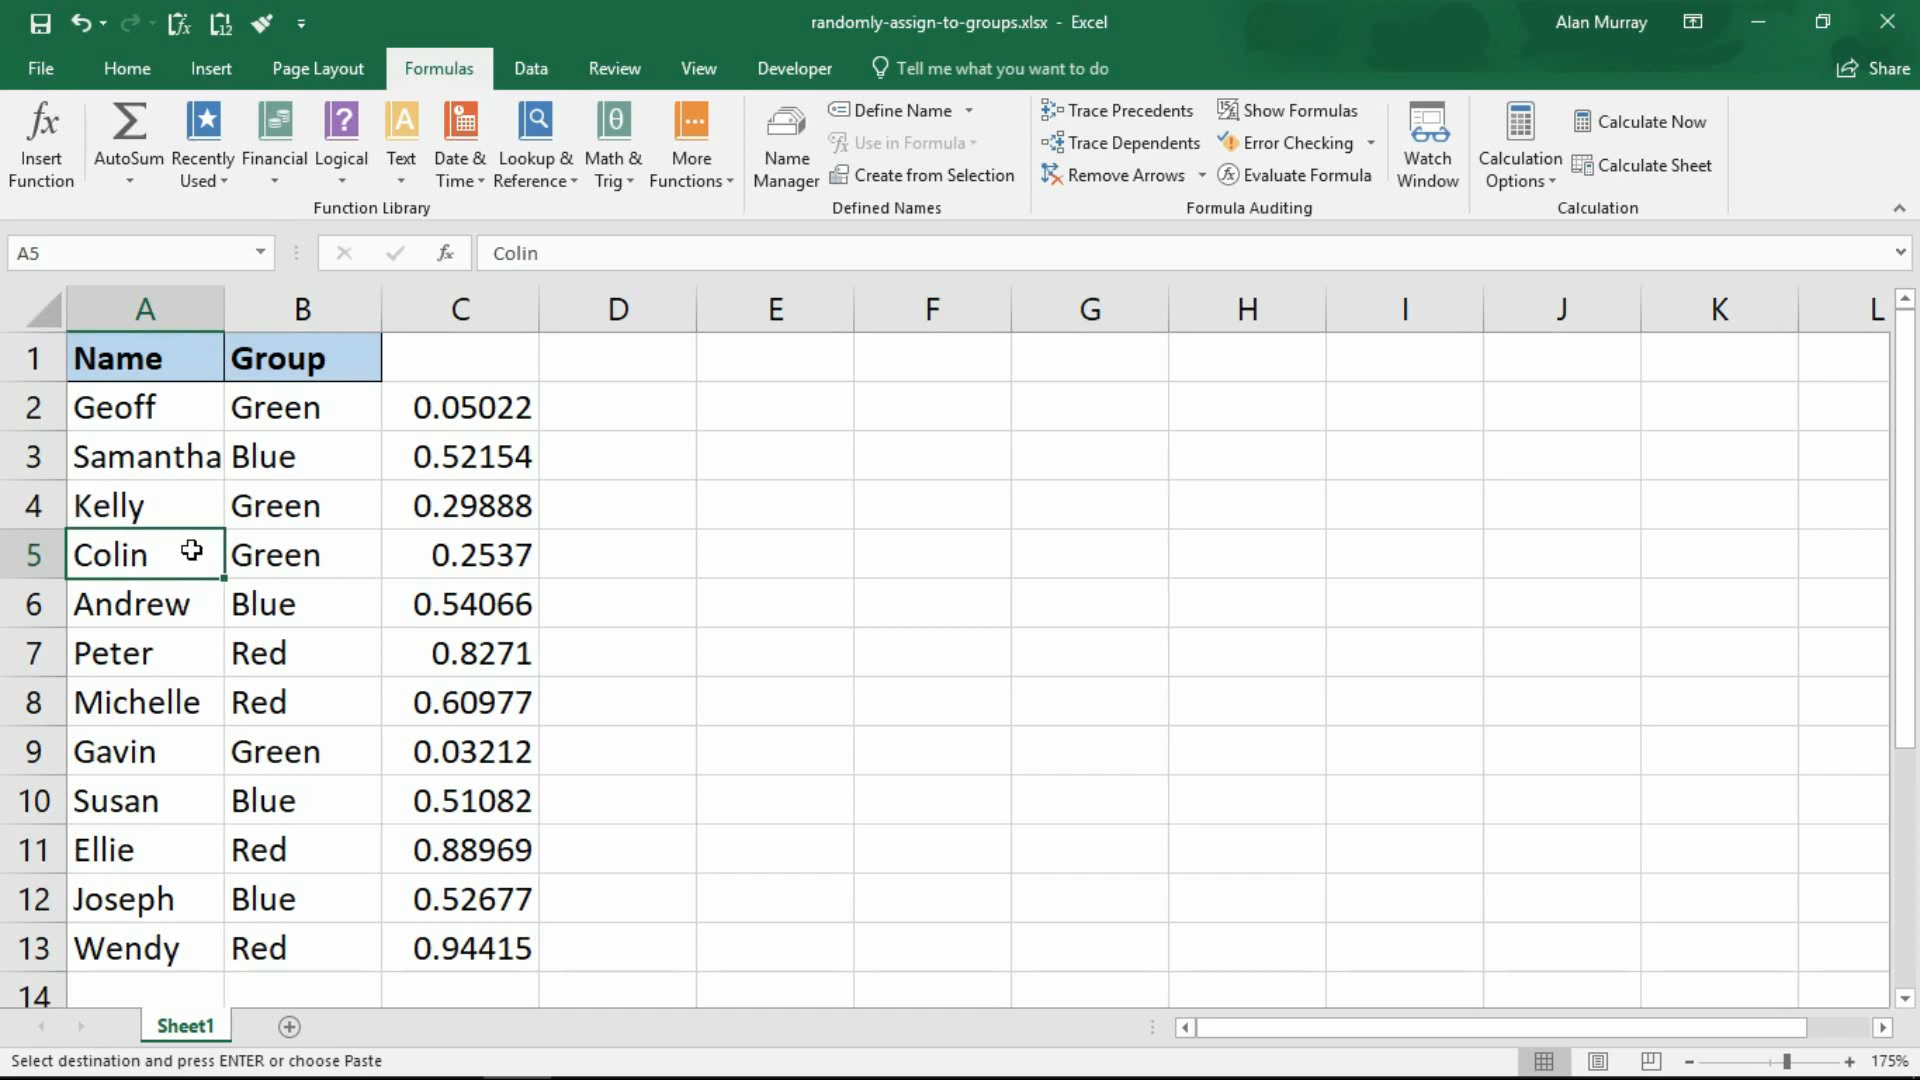 randomly-assign-to-groups.xlsx - Excel
Alan Murray
File Home Insert Page Layout Formulas Data Review View Developer Tell me what you want to do Share
Insert Function
AutoSum
Recently Used
Financial
Logical
Text
Date & Time
Lookup & Reference
Math & Trig
More Functions
Function Library
Name Manager
Define Name
Use in Formula
Create from Selection
Defined Names
Trace Precedents
Trace Dependents
Remove Arrows
Show Formulas
Error Checking
Evaluate Formula
Formula Auditing
Watch Window
Calculation Options
Calculate Now
Calculate Sheet
Calculation
A5 fx Colin
A B C D E F G H I J K L
1 Name Group
2 Geoff Green 0.05022
3 Samantha Blue 0.52154
4 Kelly Green 0.29888
5 Colin Green 0.2537
6 Andrew Blue 0.54066
7 Peter Red 0.8271
8 Michelle Red 0.60977
9 Gavin Green 0.03212
10 Susan Blue 0.51082
11 Ellie Red 0.88969
12 Joseph Blue 0.52677
13 Wendy Red 0.94415
14
Sheet1
Select destination and press ENTER or choose Paste
175%